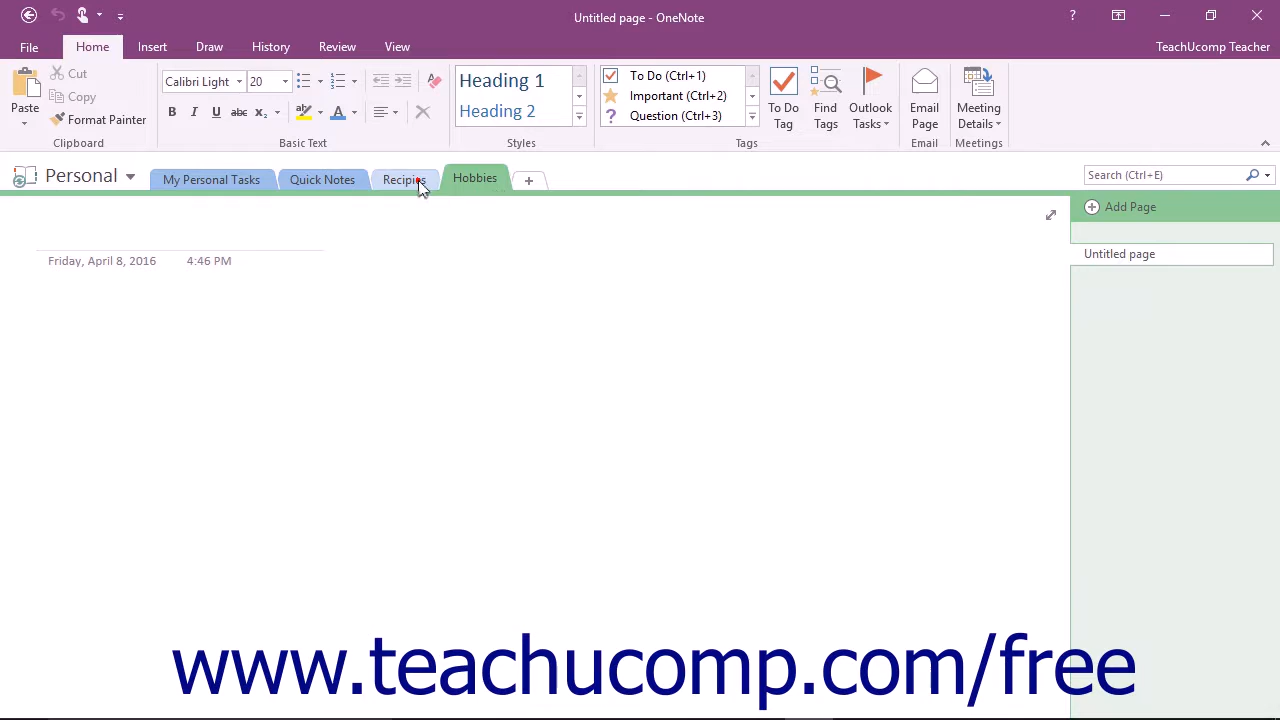 Untitled page - OneNote
?
File Home Insert Draw History Review View TeachUcomp Teacher
Paste
Cut
Copy
Format Painter
Clipboard
Calibri Light 20
B I U abc X₂ A
Basic Text
Heading 1
Heading 2
Styles
To Do (Ctrl+1)
Important (Ctrl+2)
? Question (Ctrl+3)
To Do Tag
Find Tags
Outlook Tasks
Tags
Email Page
Email
Meeting Details
Meetings
Personal My Personal Tasks Quick Notes Hobbies + Search (Ctrl+E)
Add Page
Untitled page
Friday, April 8, 2016 4:46 PM
www.teachucomp.com/free